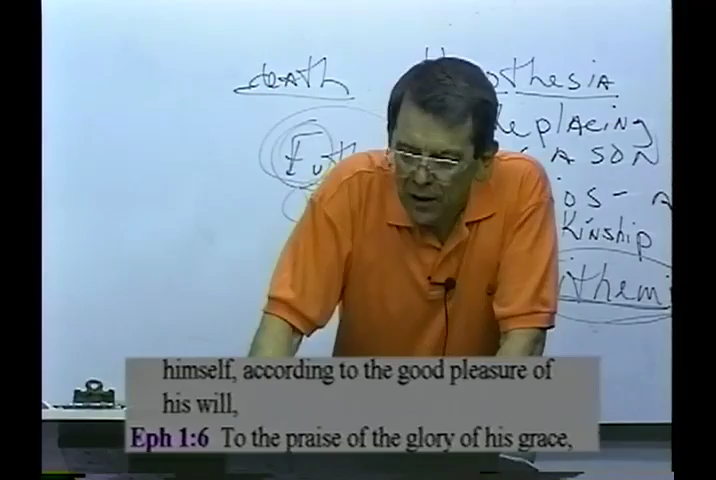 death
placing
A SON
Kinship
ithemi
himself, according to the good pleasure of
his will,
Eph 1:6 To the praise of the glory of his grace,